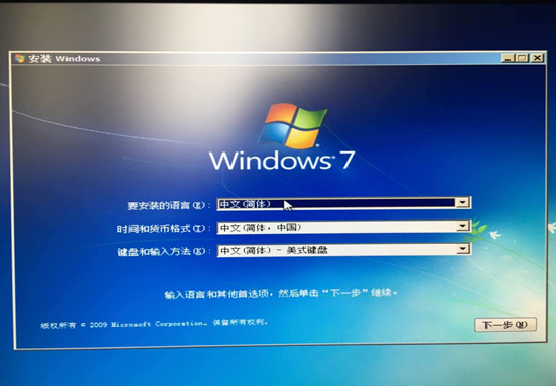 安装 Windows
Windows 7
要安装的语言(E): 中文(简体)
时间和货币格式(T): 中文(简体，中国)
键盘和输入方法(K): 中文(简体) - 美式键盘
输入语言和其他首选项，然后单击“下一步”继续。
版权所有 © 2009 Microsoft Corporation。保留所有权利。
下一步(N)